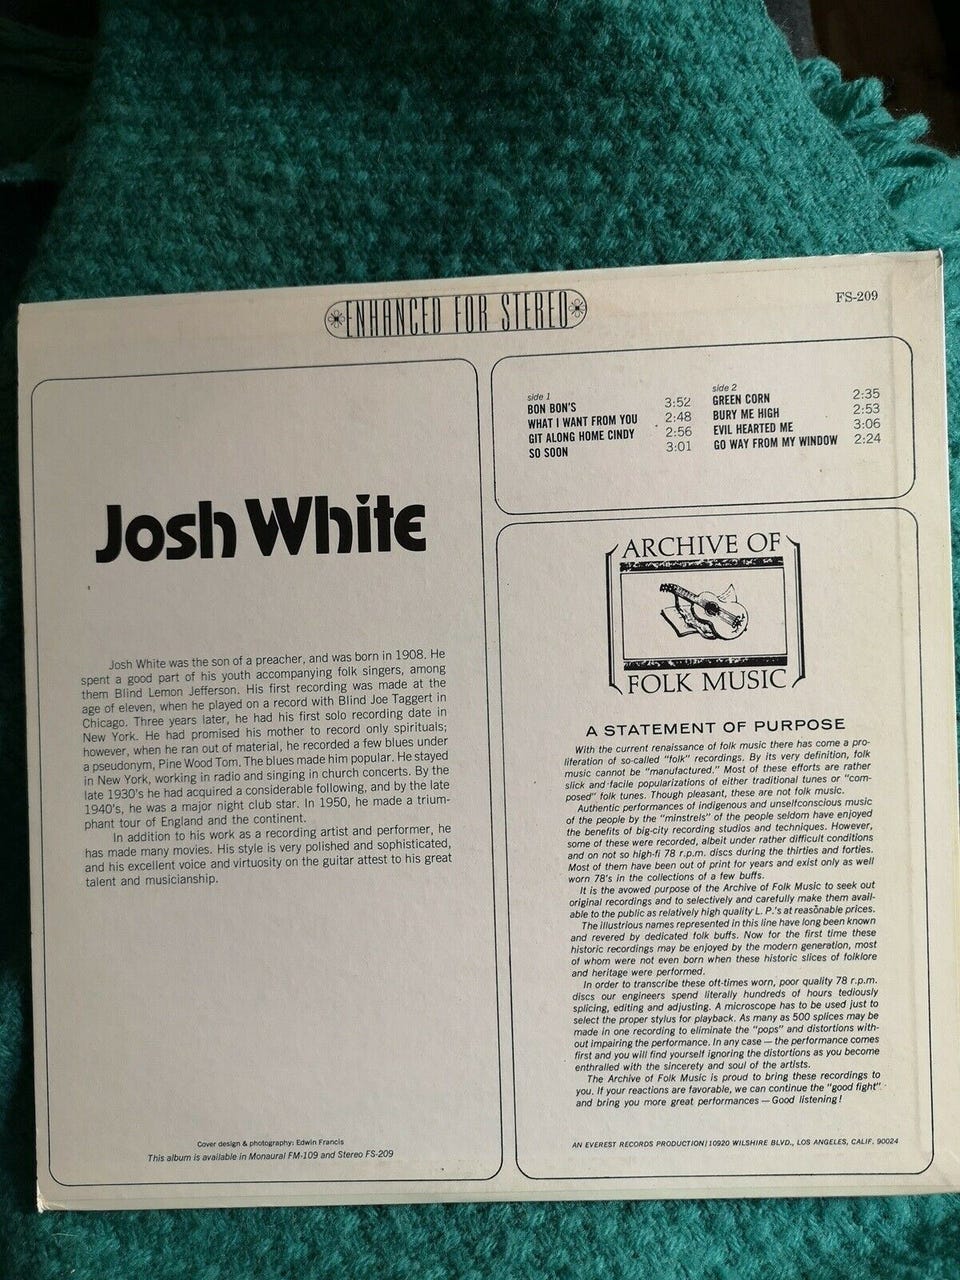 ENHANCED FOR STEREO
FS-209
Josh White
Josh White was the son of a preacher, and was born in 1908. He
spent a good part of his youth accompanying folk singers, among
them Blind Lemon Jefferson. His first recording was made at the
age of eleven, when he played on a record with Blind Joe Taggert in
Chicago. Three years later, he had his first solo recording date in
New York. He had promised his mother to record only spirituals;
however, when he ran out of material, he recorded a few blues under
a pseudonym, Pine Wood Tom. The blues made him popular. He stayed
in New York, working in radio and singing in church concerts. By the
late 1930's he had acquired a considerable following, and by the late
1940's, he was a major night club star. In 1950, he made a trium-
phant tour of England and the continent.
In addition to his work as a recording artist and performer, he
has made many movies. His style is very polished and sophisticated,
and his excellent voice and virtuosity on the guitar attest to his great
talent and musicianship.
Cover design & photography: Edwin Francis
This album is available in Monaural FM-109 and Stereo FS-209
side 1
BON BON'S 3:52
WHAT I WANT FROM YOU 2:48
GIT ALONG HOME CINDY 2:56
SO SOON 3:01
side 2
GREEN CORN 2:35
BURY ME HIGH 2:53
EVIL HEARTED ME 3:06
GO WAY FROM MY WINDOW 2:24
ARCHIVE OF
FOLK MUSIC
A STATEMENT OF PURPOSE
With the current renaissance of folk music there has come a pro-
liferation of so-called "folk" recordings. By its very definition, folk
music cannot be "manufactured." Most of these efforts are rather
slick and facile popularizations of either traditional tunes or "com-
posed" folk tunes. Though pleasant, these are not folk music.
Authentic performances of indigenous and unselfconscious music
of the people by the "minstrels" of the people seldom have enjoyed
the benefits of big-city recording studios and techniques. However,
some of these were recorded, albeit under rather difficult conditions
and on not so high-fi 78 r.p.m. discs during the thirties and forties.
Most of them have been out of print for years and exist only as well
worn 78's in the collections of a few buffs.
It is the avowed purpose of the Archive of Folk Music to seek out
original recordings and to selectively and carefully make them avail-
able to the public as relatively high quality L. P.'s at reasonable prices.
The illustrious names represented in this line have long been known
and revered by dedicated folk buffs. Now for the first time these
historic recordings may be enjoyed by the modern generation, most
of whom were not even born when these historic slices of folklore
and heritage were performed.
In order to transcribe these oft-times worn, poor quality 78 r.p.m.
discs our engineers spend literally hundreds of hours tediously
splicing, editing and adjusting. A microscope has to be used just to
select the proper stylus for playback. As many as 500 splices may be
made in one recording to eliminate the "pops" and distortions with-
out impairing the performance. In any case — the performance comes
first and you will find yourself ignoring the distortions as you become
enthralled with the sincerety and soul of the artists.
The Archive of Folk Music is proud to bring these recordings to
you. If your reactions are favorable, we can continue the "good fight"
and bring you more great performances — Good listening!
AN EVEREST RECORDS PRODUCTION/10920 WILSHIRE BLVD., LOS ANGELES, CALIF. 90024